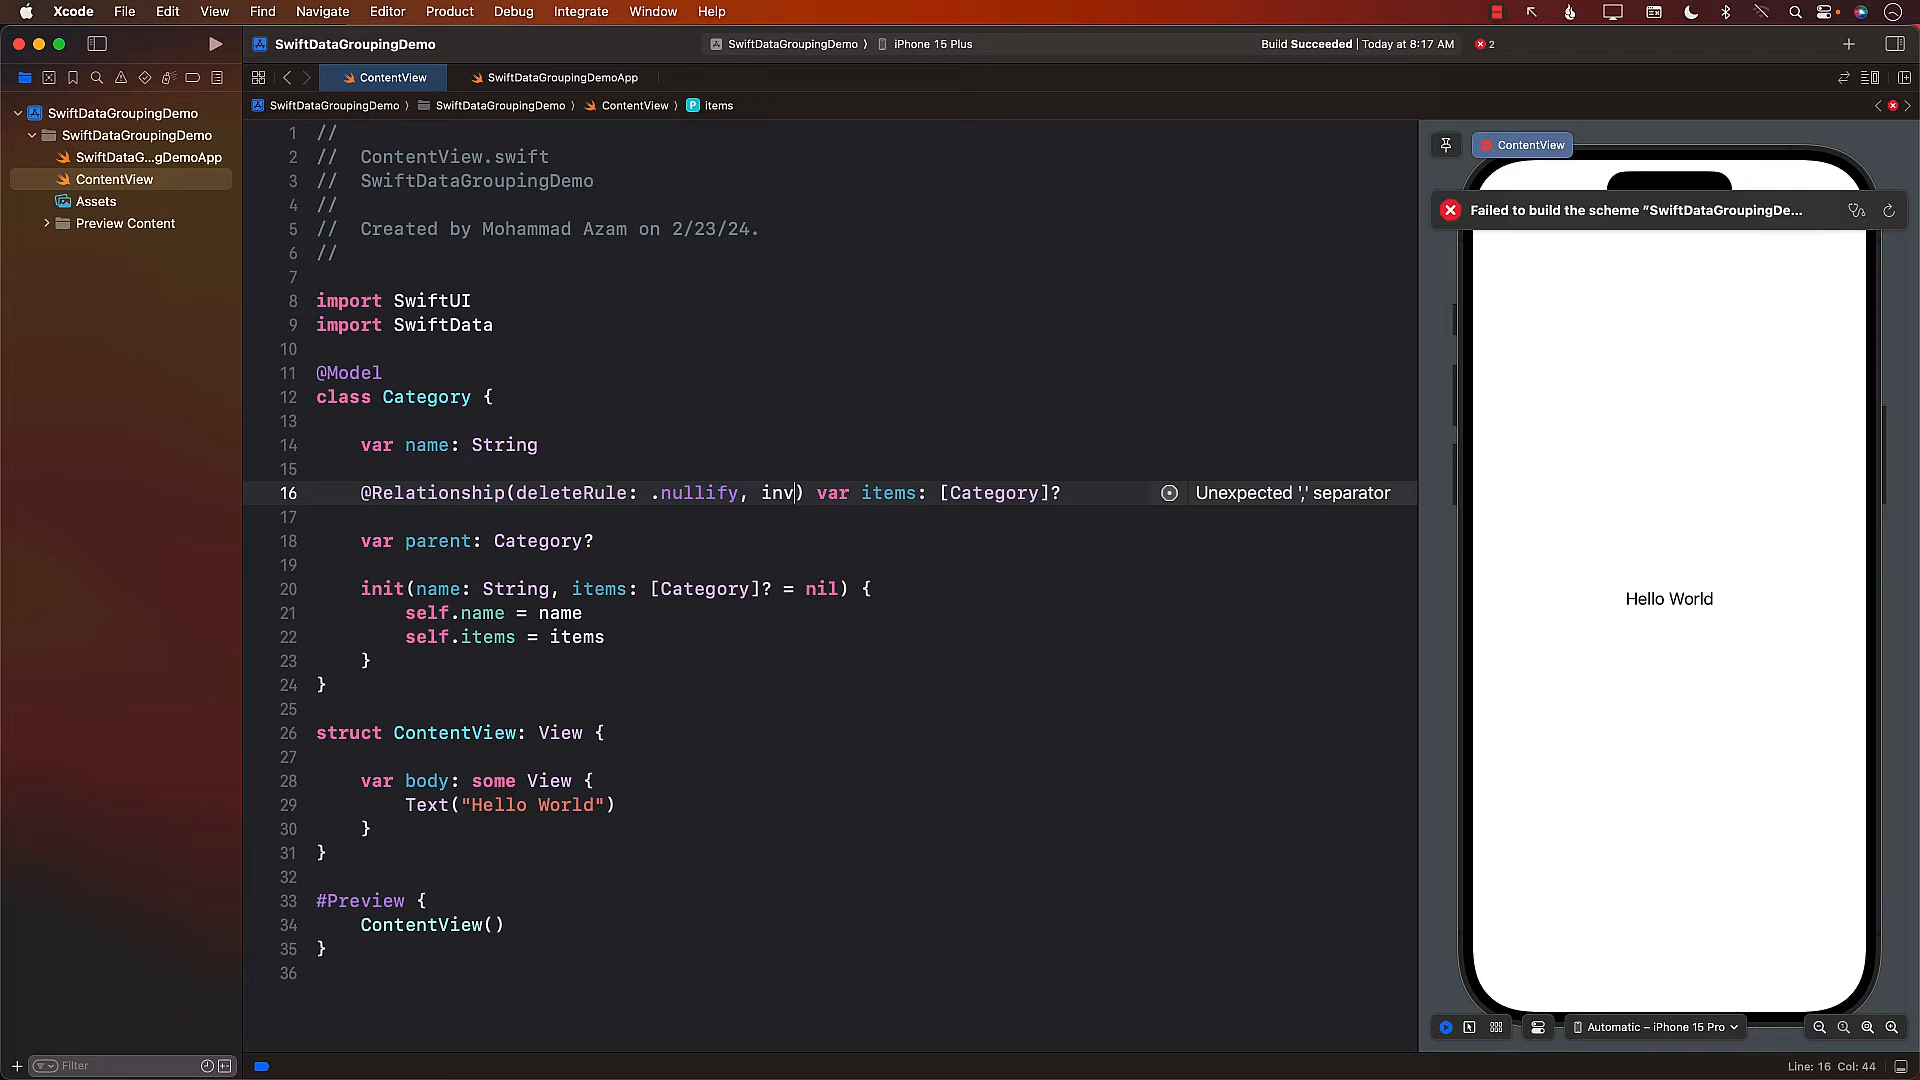 Xcode File Edit View Find Navigate Editor Product Debug Integrate Window Help
SwiftDataGroupingDemo
SwiftDataGroupingDemo ⟩ iPhone 15 Plus
Build Succeeded | Today at 8:17 AM
2
ContentView
SwiftDataGroupingDemoApp
SwiftDataGroupingDemo ⟩ SwiftDataGroupingDemo ⟩ ContentView ⟩ P items
SwiftDataGroupingDemo
SwiftDataGroupingDemo
SwiftDataG...gDemoApp
ContentView
Assets
Preview Content
1 //
2 //  ContentView.swift
3 //  SwiftDataGroupingDemo
4 //
5 //  Created by Mohammad Azam on 2/23/24.
6 //
7
8 import SwiftUI
9 import SwiftData
10
11 @Model
12 class Category {
13
14     var name: String
15
16     @Relationship(deleteRule: .nullify, inv) var items: [Category]?
Unexpected ',' separator
17
18     var parent: Category?
19
20     init(name: String, items: [Category]? = nil) {
21         self.name = name
22         self.items = items
23     }
24 }
25
26 struct ContentView: View {
27
28     var body: some View {
29         Text("Hello World")
30     }
31 }
32
33 #Preview {
34     ContentView()
35 }
36
ContentView
Failed to build the scheme "SwiftDataGroupingDe...
Hello World
Automatic – iPhone 15 Pro
Filter
Line: 16 Col: 44